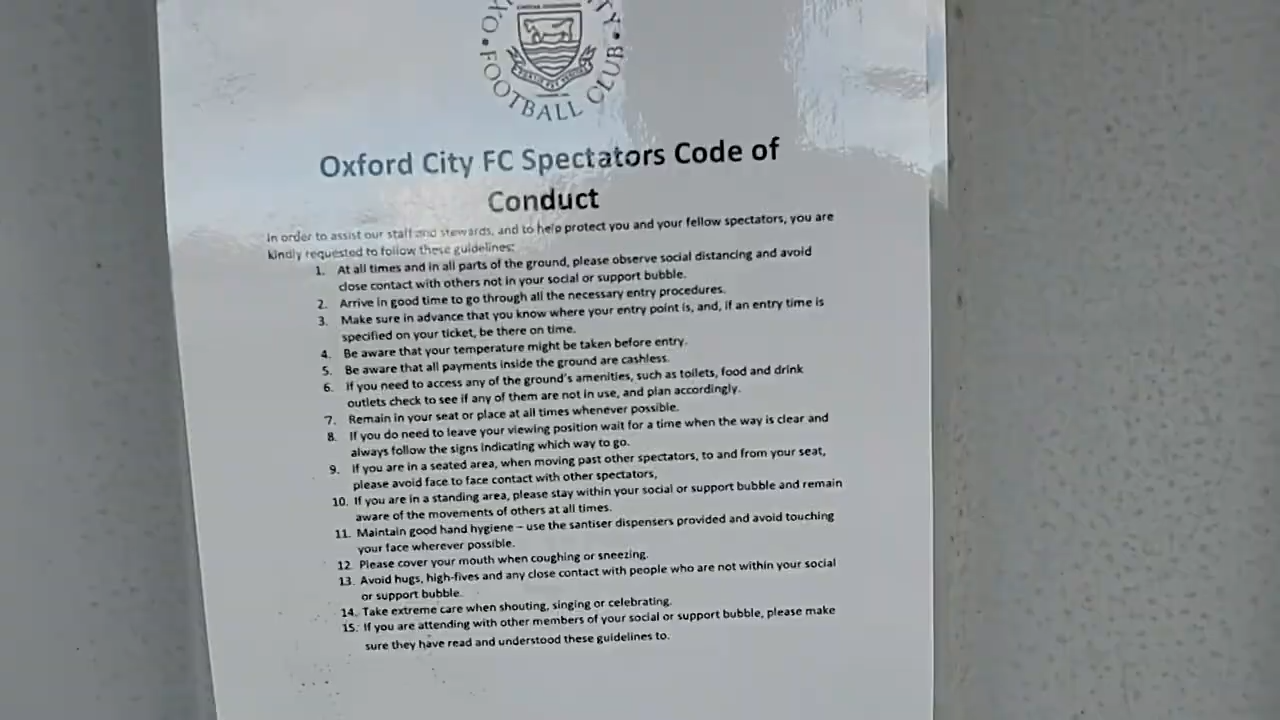 FOOTBALL CLUB
Oxford City FC Spectators Code of
Conduct
In order to assist our staff and stewards, and to help protect you and your fellow spectators, you are
kindly requested to follow these guidelines:
1. At all times and in all parts of the ground, please observe social distancing and avoid
close contact with others not in your social or support bubble.
2. Arrive in good time to go through all the necessary entry procedures.
3. Make sure in advance that you know where your entry point is, and, if an entry time is
specified on your ticket, be there on time.
4. Be aware that your temperature might be taken before entry.
5. Be aware that all payments inside the ground are cashless.
6. If you need to access any of the ground's amenities, such as toilets, food and drink
outlets check to see if any of them are not in use, and plan accordingly.
7. Remain in your seat or place at all times whenever possible.
8. If you do need to leave your viewing position wait for a time when the way is clear and
always follow the signs indicating which way to go.
9. If you are in a seated area, when moving past other spectators, to and from your seat,
please avoid face to face contact with other spectators,
10. If you are in a standing area, please stay within your social or support bubble and remain
aware of the movements of others at all times.
11. Maintain good hand hygiene – use the santiser dispensers provided and avoid touching
your face wherever possible.
12. Please cover your mouth when coughing or sneezing.
13. Avoid hugs, high-fives and any close contact with people who are not within your social
or support bubble.
14. Take extreme care when shouting, singing or celebrating.
15. If you are attending with other members of your social or support bubble, please make
sure they have read and understood these guidelines to.